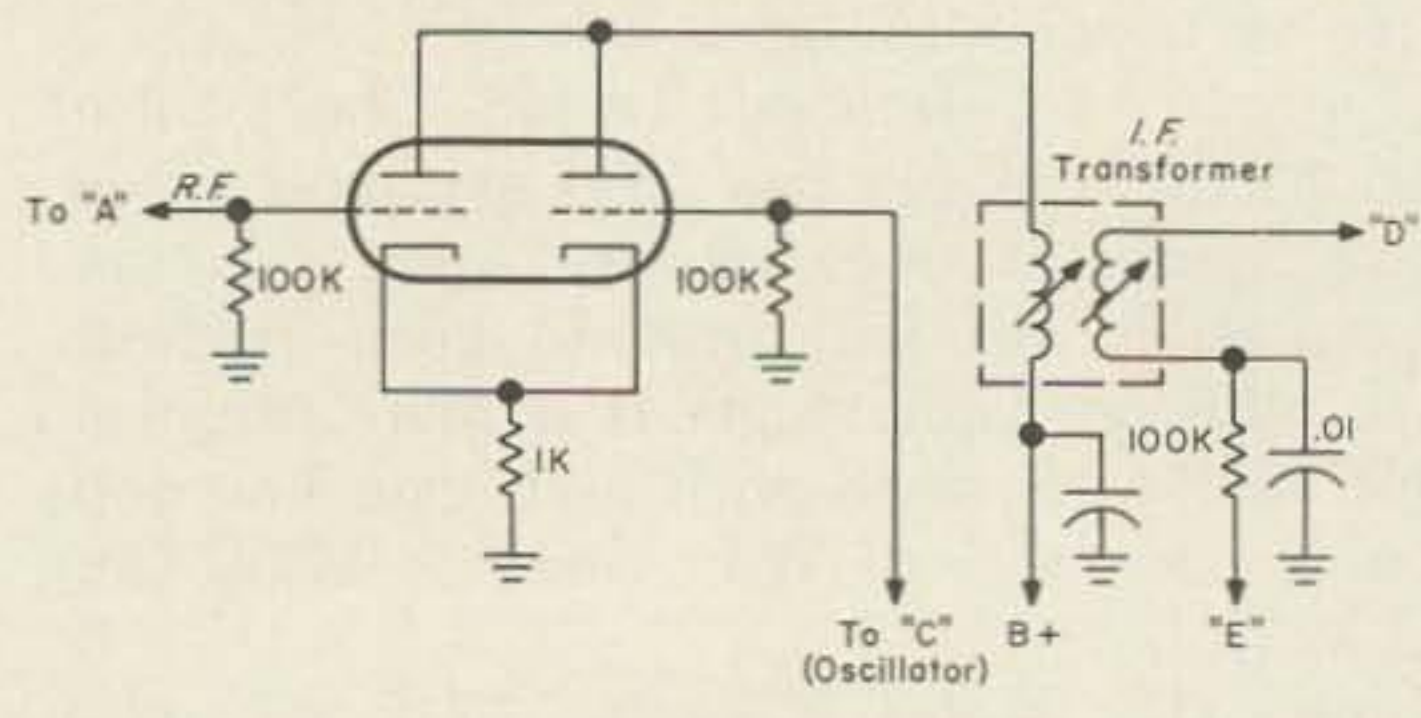 I.F.
Transformer
To "A"
R.F.
"D"
100K
100K
100K
.01
1K
To "C"
(Oscillator)
B+
"E"